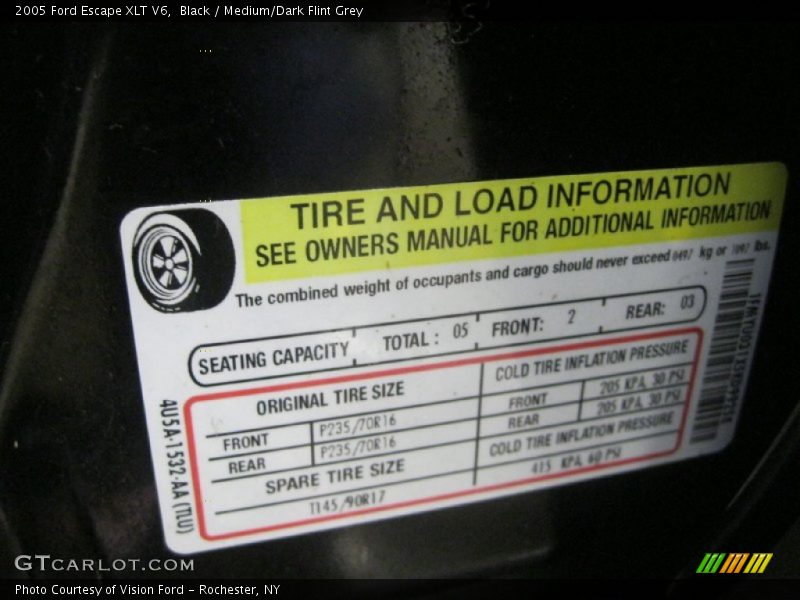 2005 Ford Escape XLT V6,  Black / Medium/Dark Flint Grey
TIRE AND LOAD INFORMATION
SEE OWNERS MANUAL FOR ADDITIONAL INFORMATION
The combined weight of occupants and cargo should never exceed kg or lbs.
SEATING CAPACITY TOTAL : 05 FRONT: 2 REAR: 03
ORIGINAL TIRE SIZE COLD TIRE INFLATION PRESSURE
FRONT P235/70R16 FRONT 205 KPA, 30 PSI
REAR P235/70R16 REAR 205 KPA, 30 PSI
SPARE TIRE SIZE COLD TIRE INFLATION PRESSURE
T145/90R17 415 KPA, 60 PSI
4U5A-1532-AA (TLU)
GTCARLOT.COM
Photo Courtesy of Vision Ford – Rochester, NY